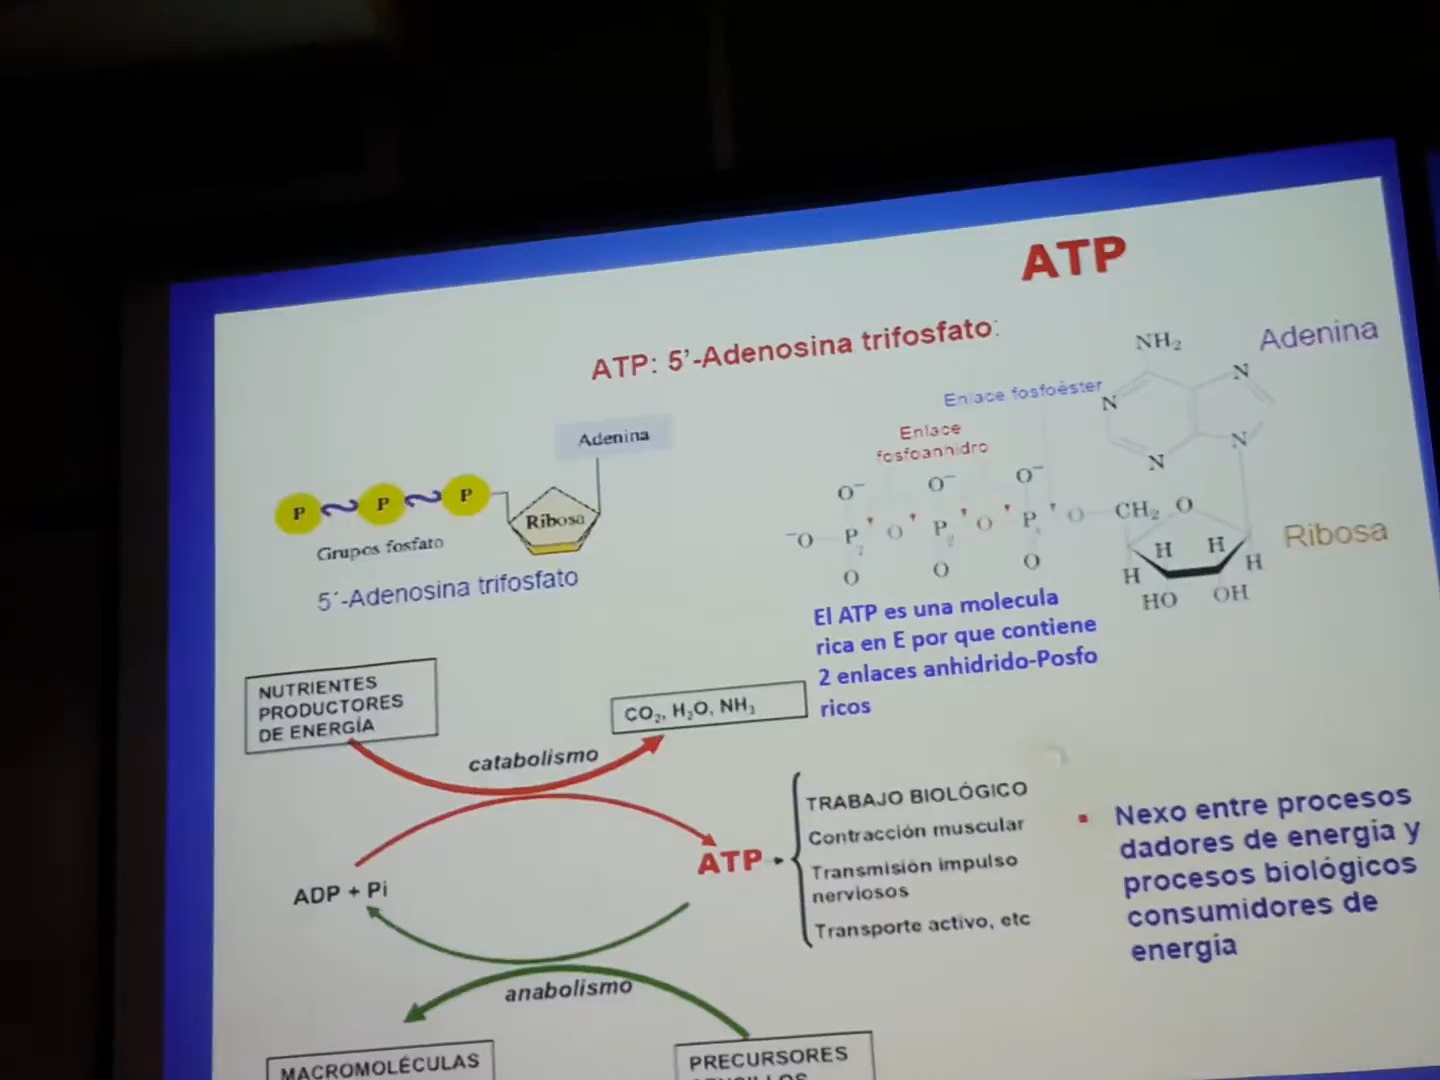 ATP
ATP: 5'-Adenosina trifosfato:
Adenina
P P P
Ribosa
Grupos fosfato
5´-Adenosina trifosfato
Enlace fosfoéster
Enlace
fosfoanhidro
NH₂
Adenina
N
N
N
N
O⁻ O⁻ O⁻
⁻O P O P O P O CH₂ O
O O O
H H
H H
HO OH
Ribosa
El ATP es una molecula
rica en E por que contiene
2 enlaces anhidrido-Posfo
ricos
NUTRIENTES
PRODUCTORES
DE ENERGÍA
CO₂, H₂O, NH₃
catabolismo
ADP + Pi
ATP
TRABAJO BIOLÓGICO
Contracción muscular
Transmisión impulso
nerviosos
Transporte activo, etc
anabolismo
MACROMOLÉCULAS
PRECURSORES
▪ Nexo entre procesos
dadores de energía y
procesos biológicos
consumidores de
energía